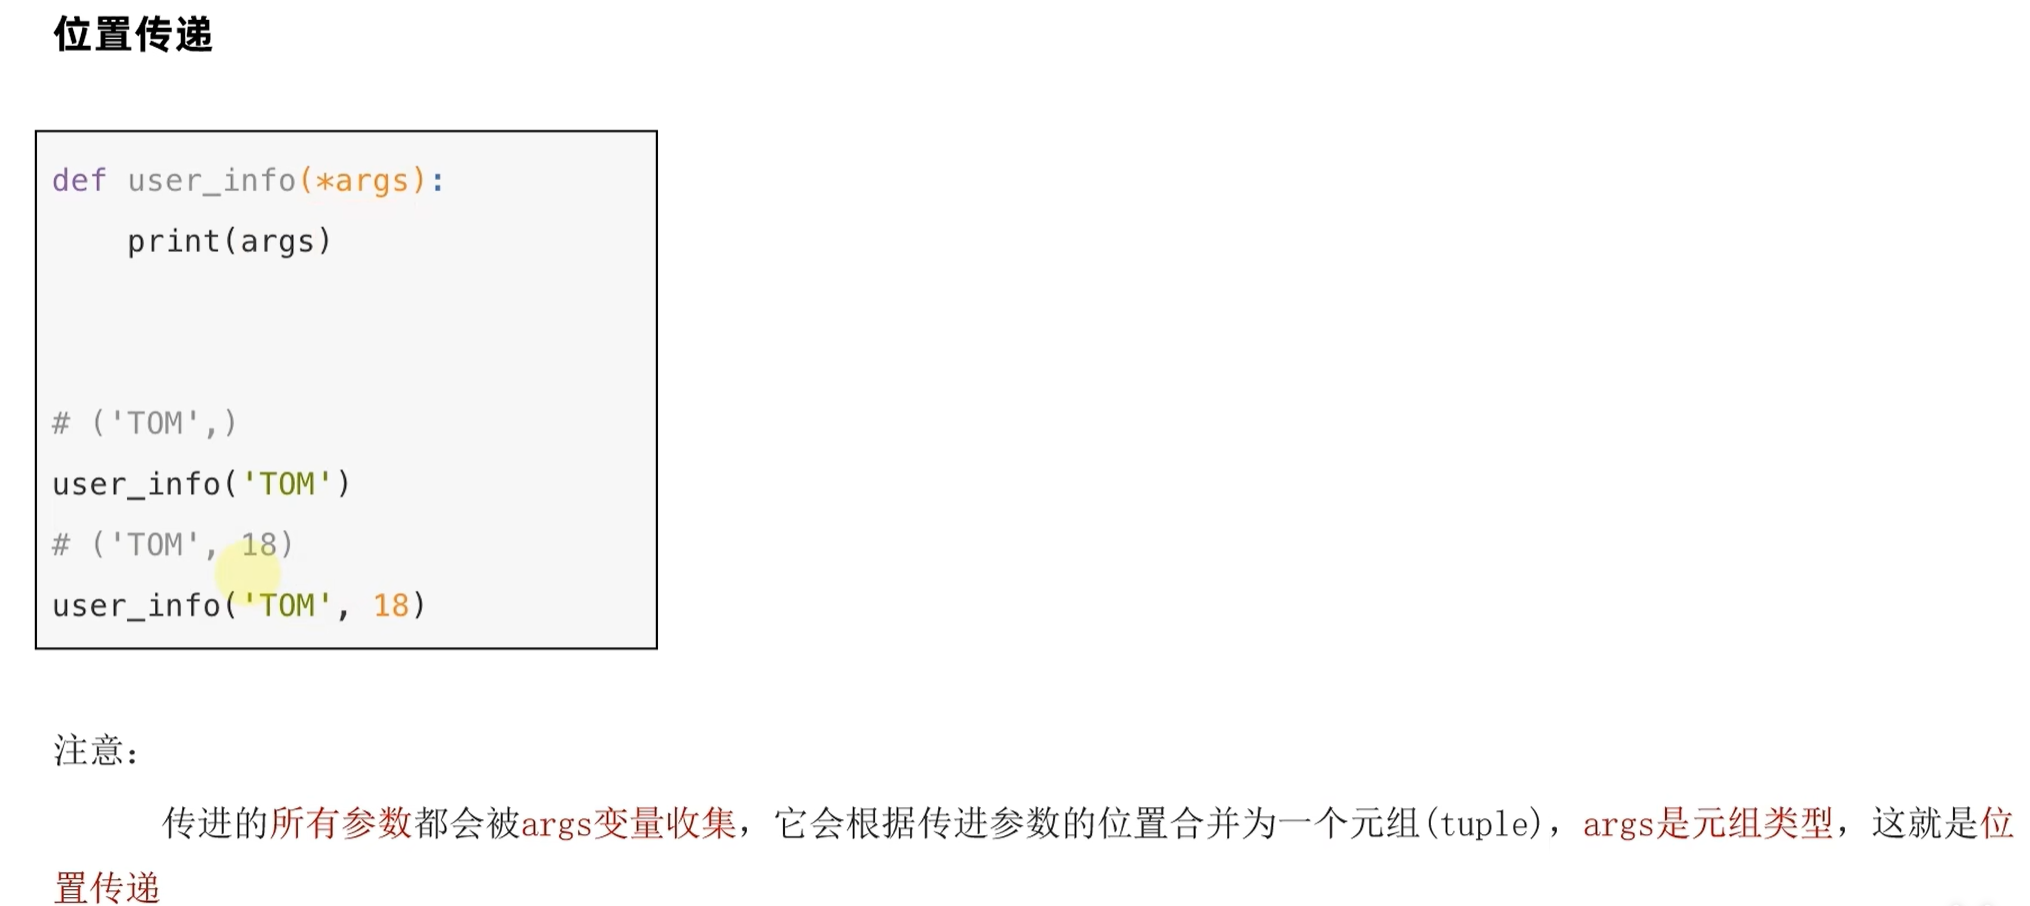 位置传递
def user_info(*args):
    print(args)
# ('TOM',)
user_info('TOM')
# ('TOM', 18)
user_info('TOM', 18)
注意：
传进的所有参数都会被args变量收集，它会根据传进参数的位置合并为一个元组(tuple)，args是元组类型，这就是位
置传递